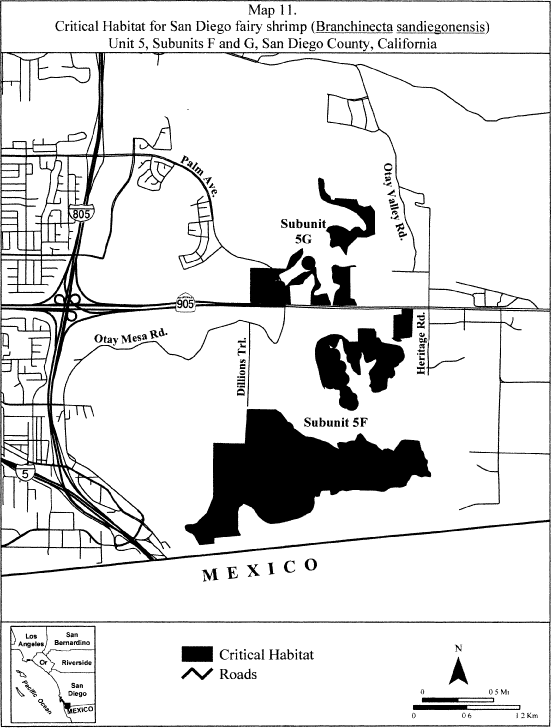 Map 11.
Critical Habitat for San Diego fairy shrimp (Branchinecta sandiegonensis)
Unit 5, Subunits F and G, San Diego County, California
Palm Ave.
Otay Valley Rd.
805
Subunit
5G
905
Otay Mesa Rd.
Dillions Trl.
Heritage Rd.
Subunit 5F
5
MEXICO
Los
Angeles
San
Bernardino
Or
Riverside
San
Diego
Pacific Ocean
MEXICO
Critical Habitat
Roads
N
0 0.5 Mi
0 0.6 1.2 Km